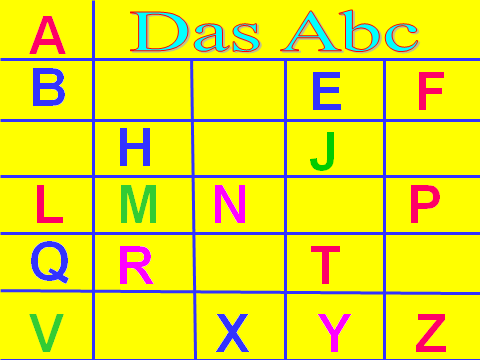 A Das Abc
B E F
H J
L M N P
Q R T
V X Y Z